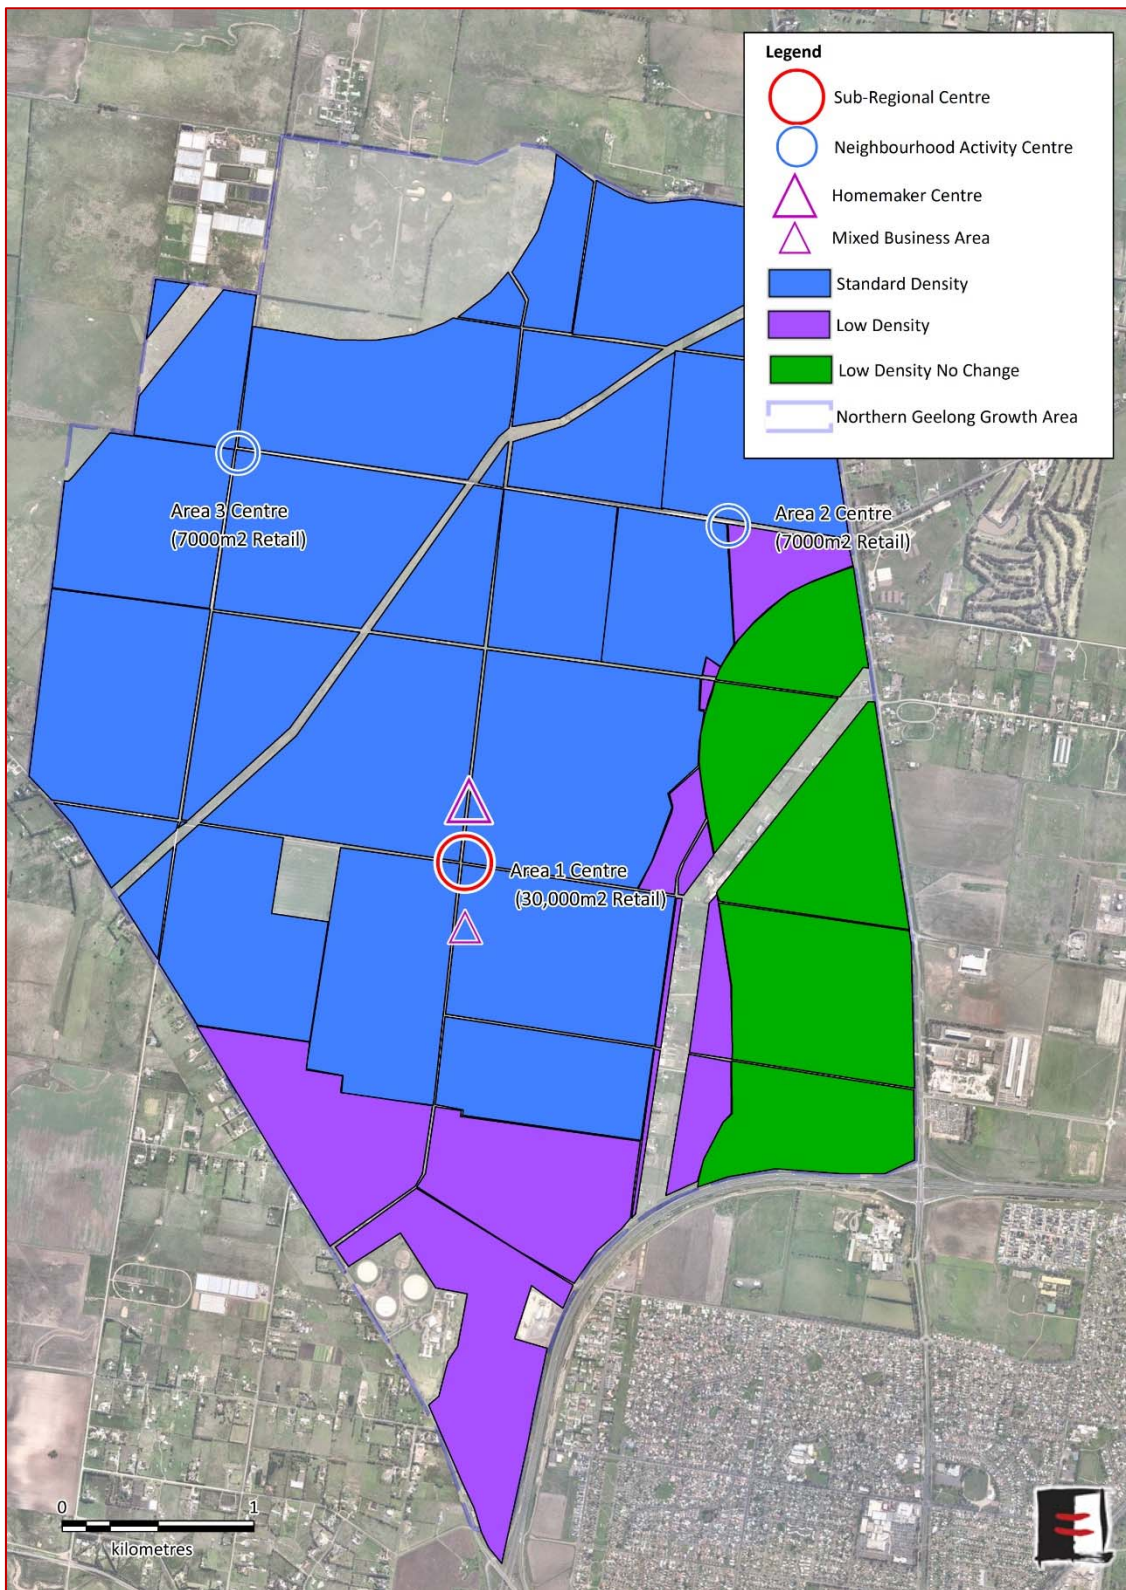 Legend
Sub-Regional Centre
Neighbourhood Activity Centre
Homemaker Centre
Mixed Business Area
Standard Density
Low Density
Low Density No Change
Northern Geelong Growth Area
Area 3 Centre
(7000m2 Retail)
Area 2 Centre
(7000m2 Retail)
Area 1 Centre
(30,000m2 Retail)
0 1
kilometres